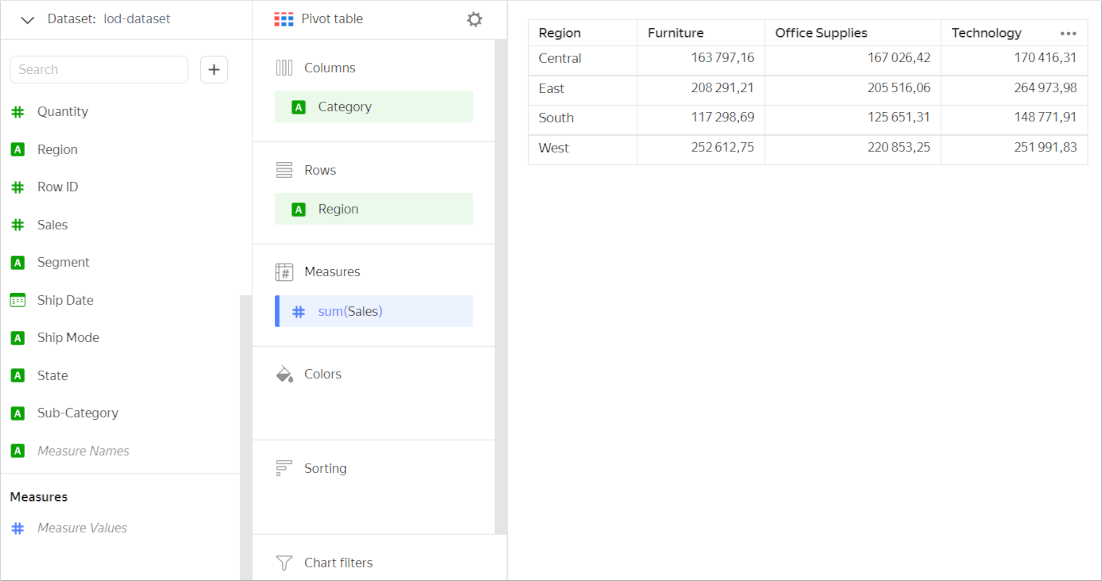 Dataset: lod-dataset
Search
+
# Quantity
A Region
# Row ID
# Sales
A Segment
Ship Date
A Ship Mode
A State
A Sub-Category
A Measure Names
Measures
# Measure Values
Pivot table
Columns
A Category
Rows
A Region
# Measures
# sum(Sales)
Colors
Sorting
Chart filters
Region Furniture Office Supplies Technology
Central 163 797,16 167 026,42 170 416,31
East 208 291,21 205 516,06 264 973,98
South 117 298,69 125 651,31 148 771,91
West 252 612,75 220 853,25 251 991,83